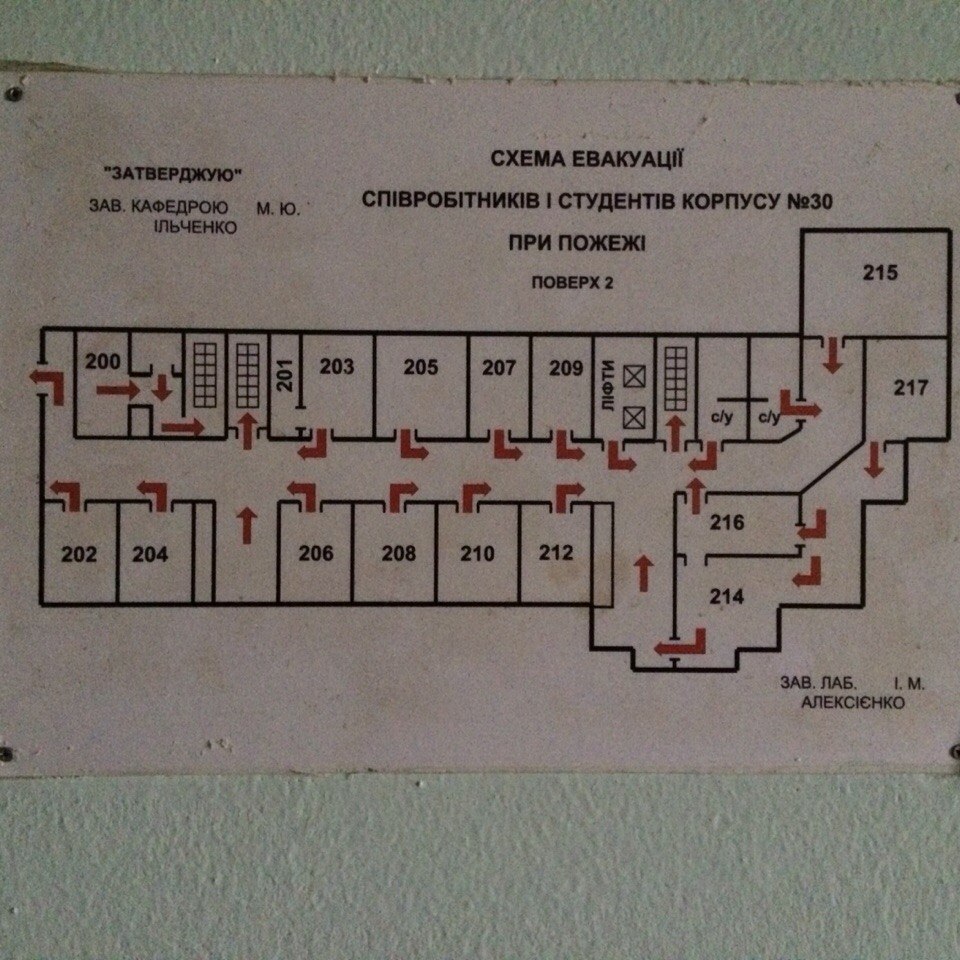 СХЕМА ЕВАКУАЦІЇ
СПІВРОБІТНИКІВ І СТУДЕНТІВ КОРПУСУ №30
ПРИ ПОЖЕЖІ
ПОВЕРХ 2
"ЗАТВЕРДЖУЮ"
ЗАВ. КАФЕДРОЮ М. Ю.
ІЛЬЧЕНКО
215
200
201
203
205
207
209
ЛІФТИ
с/у
с/у
217
202
204
206
208
210
212
216
214
ЗАВ. ЛАБ. І. М.
АЛЕКСІЄНКО